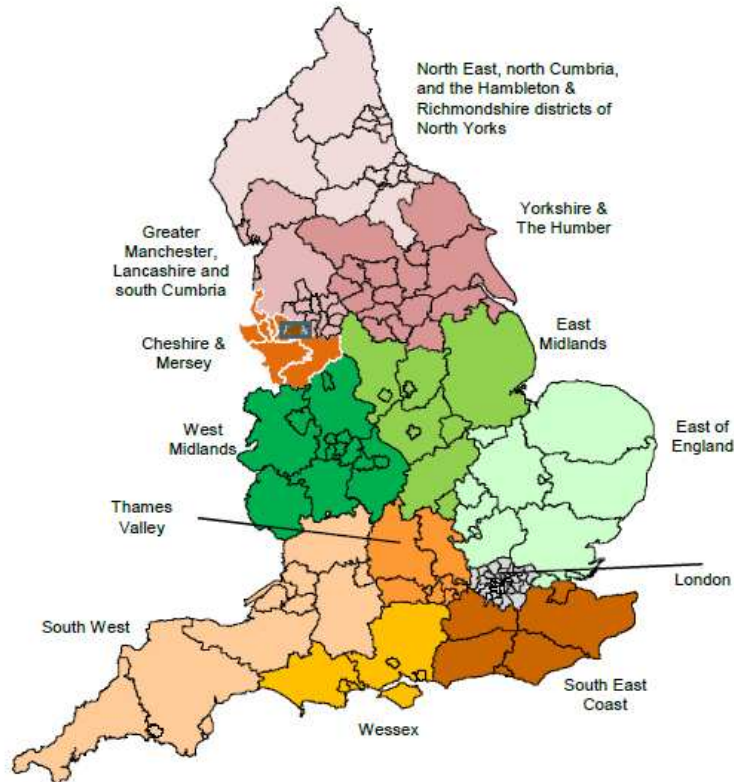 North East, north Cumbria,
and the Hambleton &
Richmondshire districts of
North Yorks
Yorkshire &
The Humber
Greater
Manchester,
Lancashire and
south Cumbria
East
Midlands
Cheshire &
Mersey
West
Midlands
East of
England
Thames
Valley
London
South West
South East
Coast
Wessex